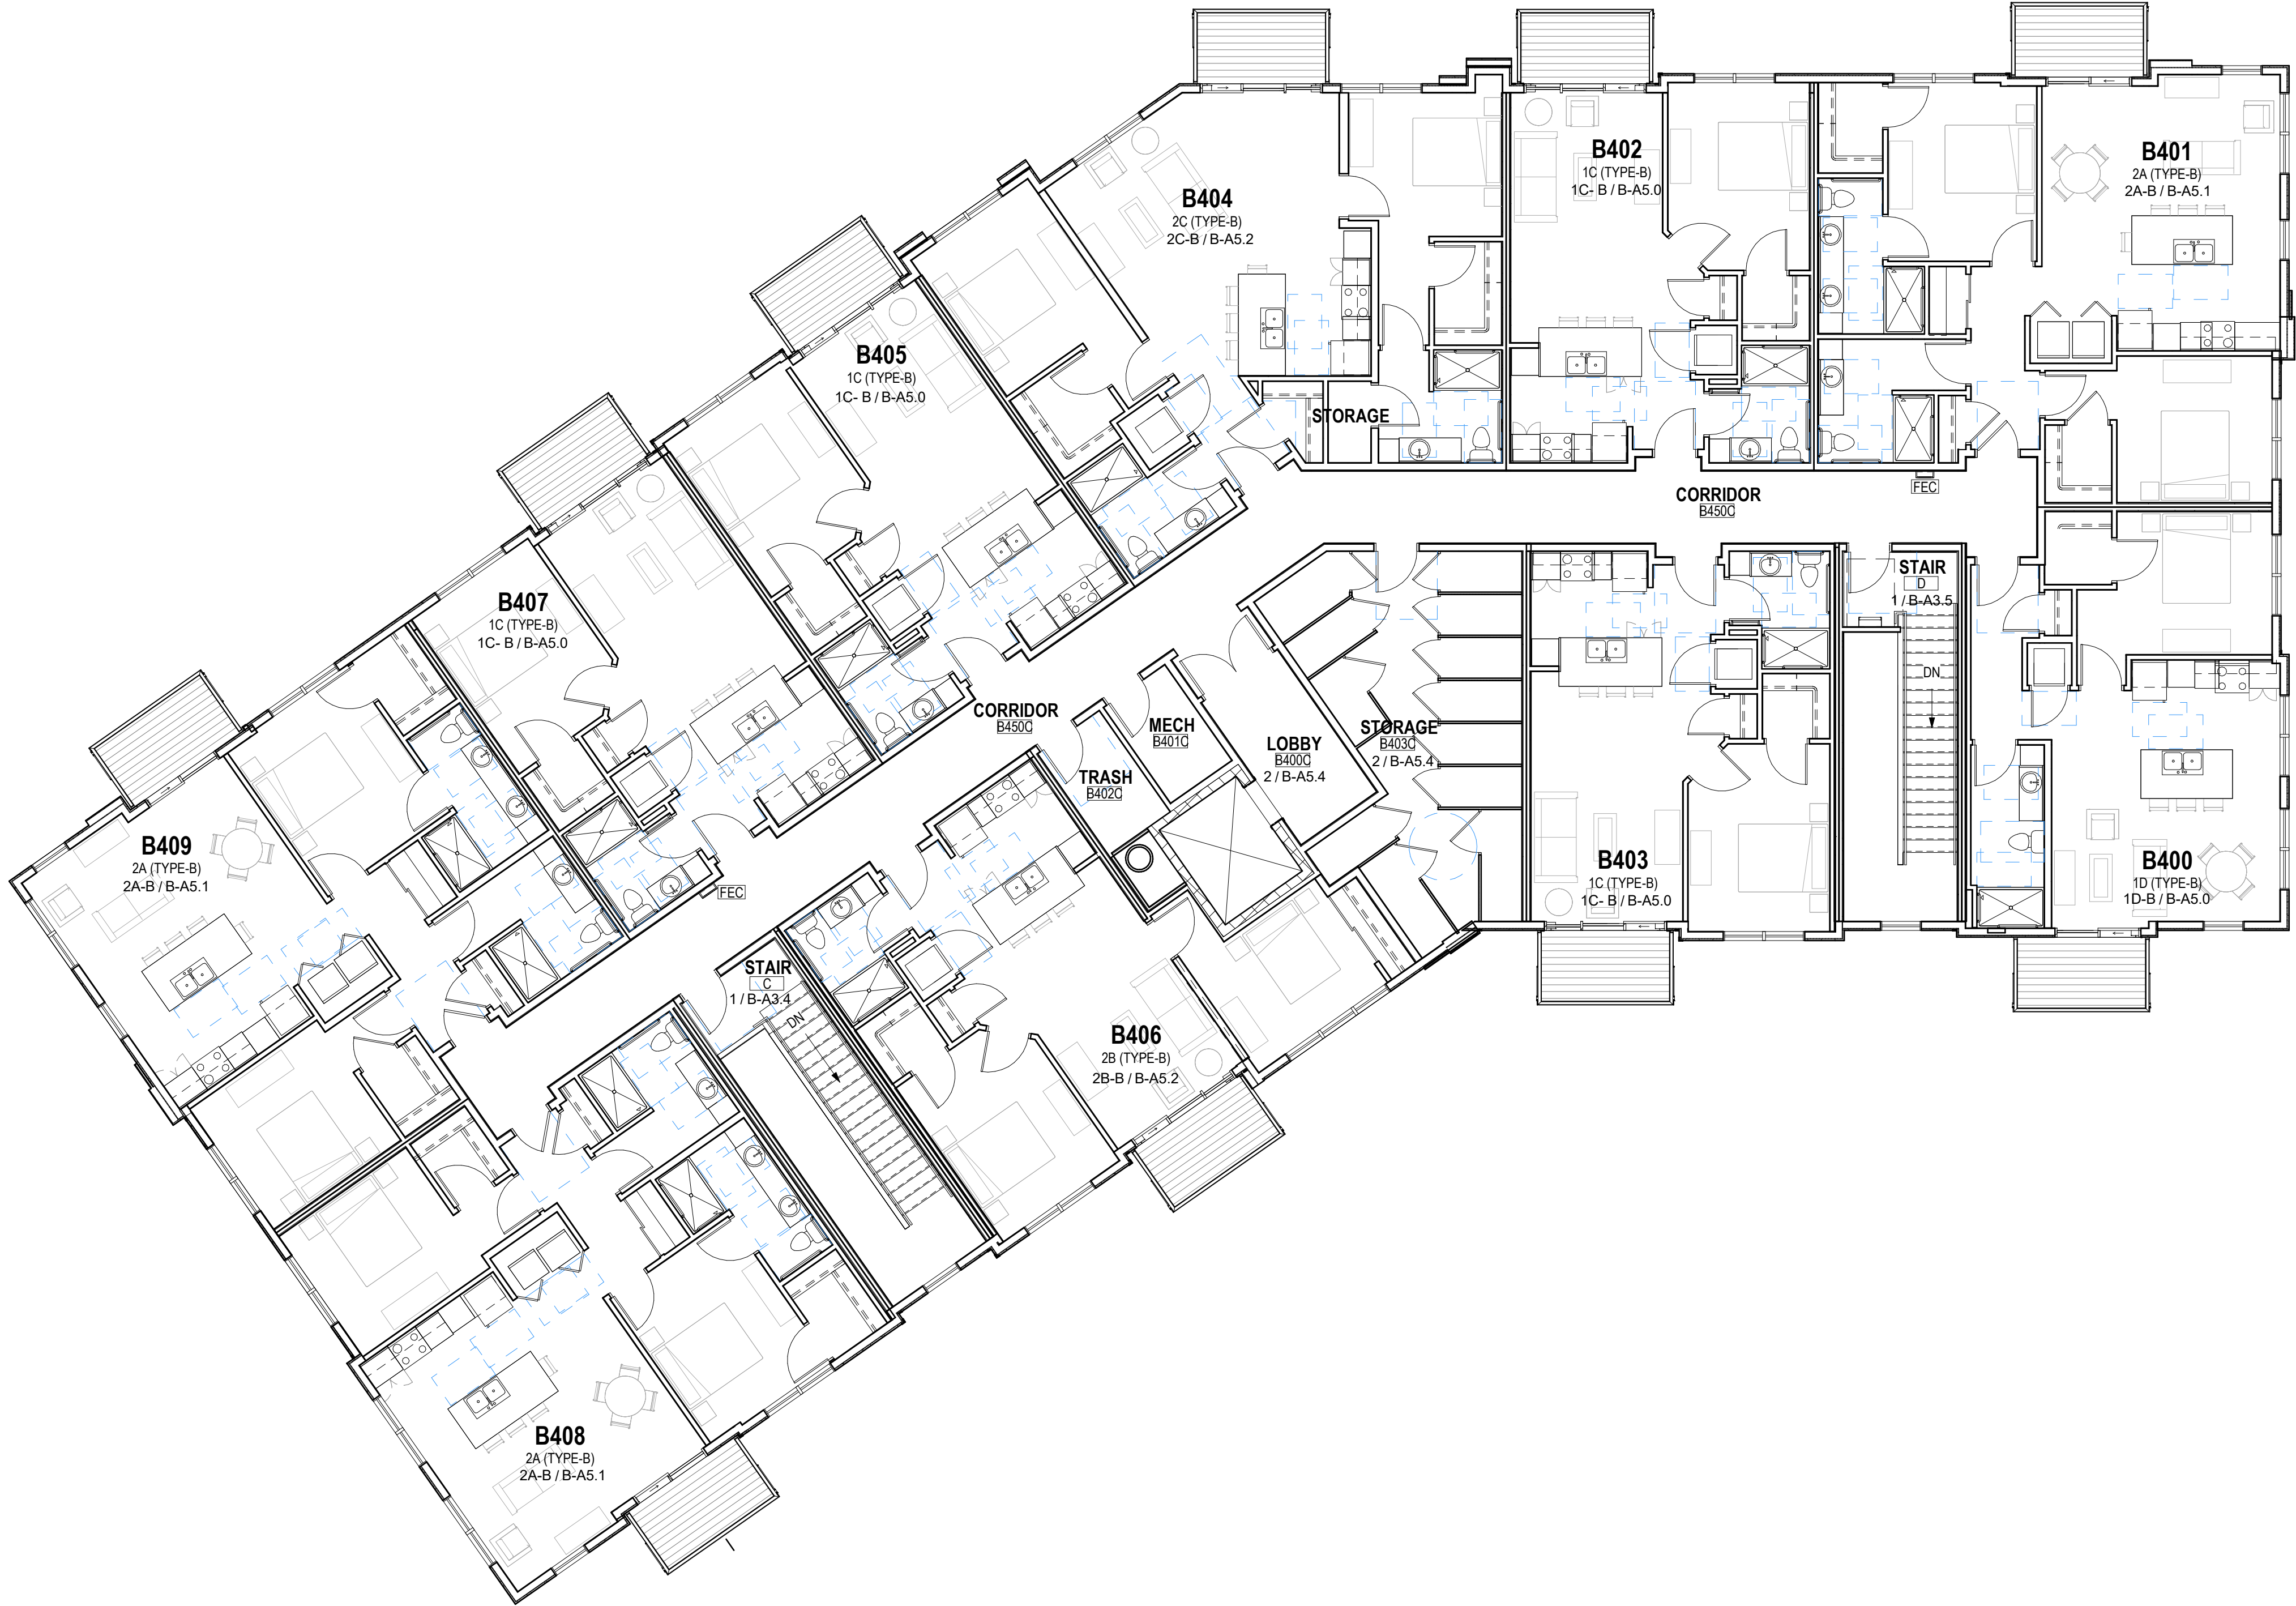 B402
1C (TYPE-B)
1C- B / B-A5.0
B401
2A (TYPE-B)
2A-B / B-A5.1
B404
2C (TYPE-B)
2C-B / B-A5.2
B405
1C (TYPE-B)
1C- B / B-A5.0
STORAGE
CORRIDOR
B450C
FEC
B407
1C (TYPE-B)
1C- B / B-A5.0
STAIR
D
1 / B-A3.5
DN
CORRIDOR
B450C
MECH
B401C
LOBBY
B400C
2 / B-A5.4
STORAGE
B403C
2 / B-A5.4
TRASH
B402C
B409
2A (TYPE-B)
2A-B / B-A5.1
B403
1C (TYPE-B)
1C- B / B-A5.0
B400
1D (TYPE-B)
1D-B / B-A5.0
FEC
STAIR
C
1 / B-A3.4
DN
B406
2B (TYPE-B)
2B-B / B-A5.2
B408
2A (TYPE-B)
2A-B / B-A5.1